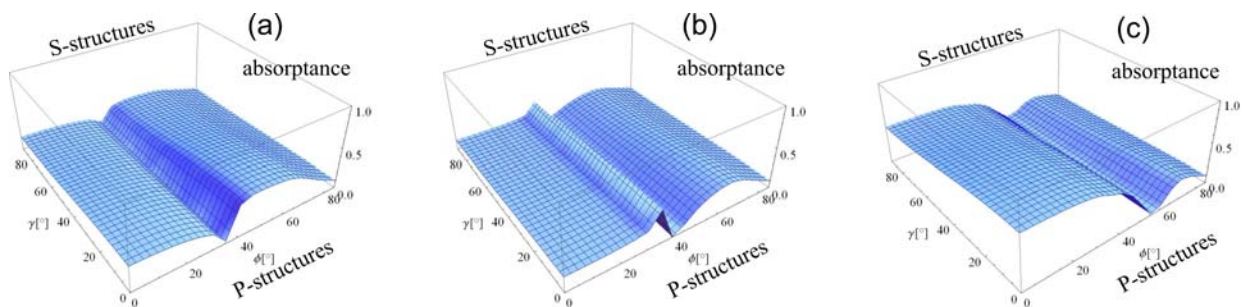 (a)
S-structures
absorptance
1.0
0.5
0.0
80
60
40
20
0
γ[°]
0
20
40
60
80
ϕ[°]
P-structures
(b)
S-structures
absorptance
1.0
0.5
0.0
80
60
40
20
0
γ[°]
0
20
40
60
80
ϕ[°]
P-structures
(c)
S-structures
absorptance
1.0
0.5
0.0
80
60
40
20
0
γ[°]
0
20
40
60
80
ϕ[°]
P-structures